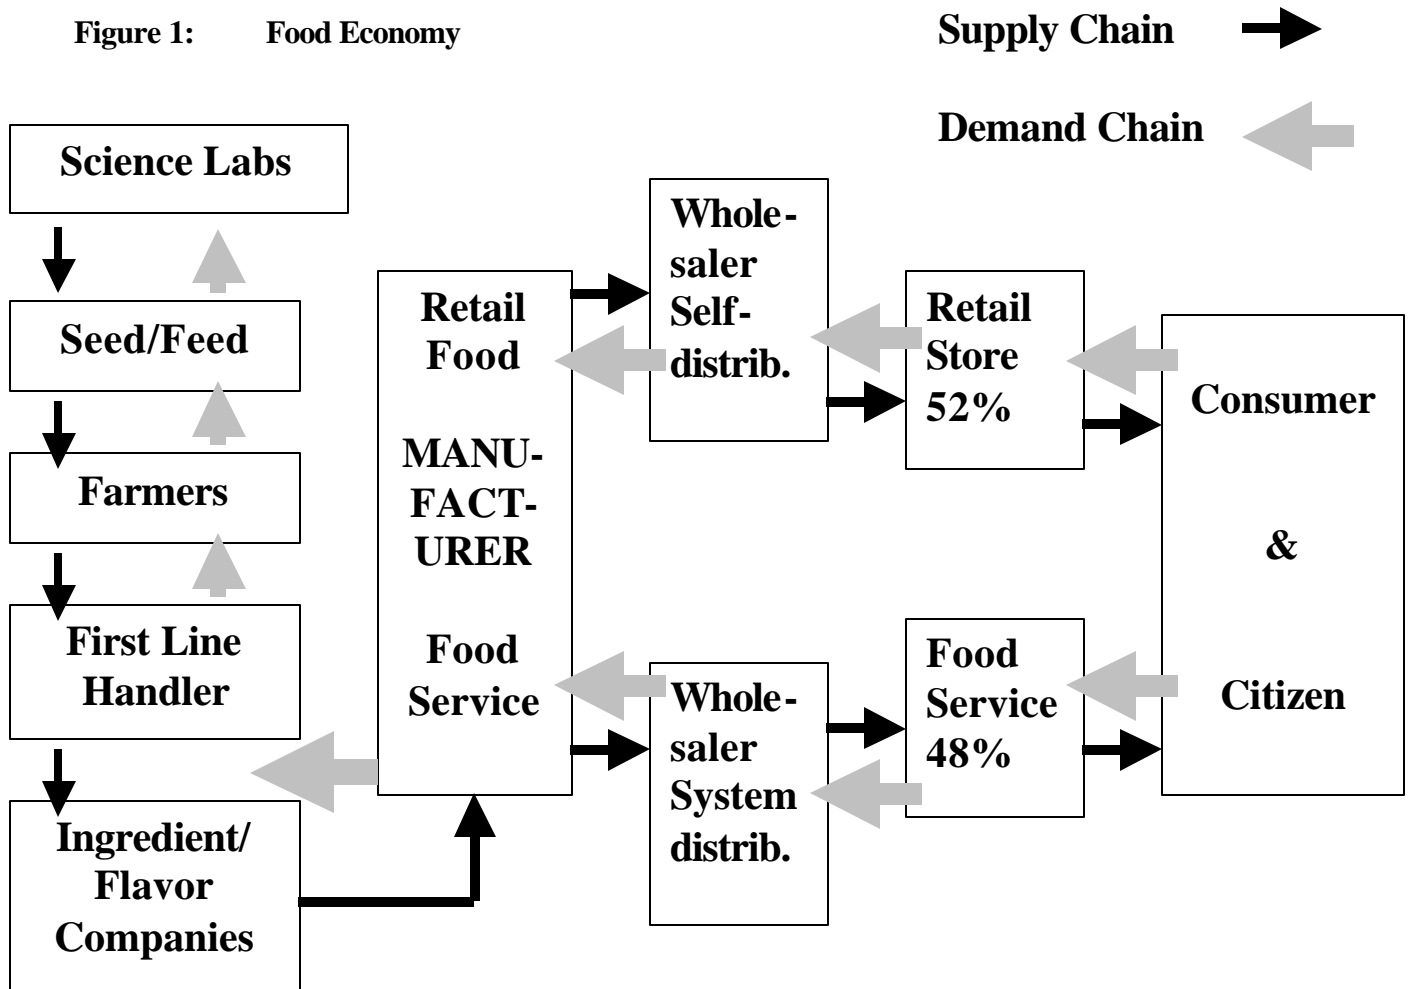 Figure 1: Food Economy
Supply Chain
Demand Chain
Science Labs
Seed/Feed
Farmers
First Line
Handler
Ingredient/
Flavor
Companies
Retail
Food
MANU-
FACT-
URER
Food
Service
Whole-
saler
Self-
distrib.
Whole-
saler
System
distrib.
Retail
Store
52%
Food
Service
48%
Consumer
&
Citizen